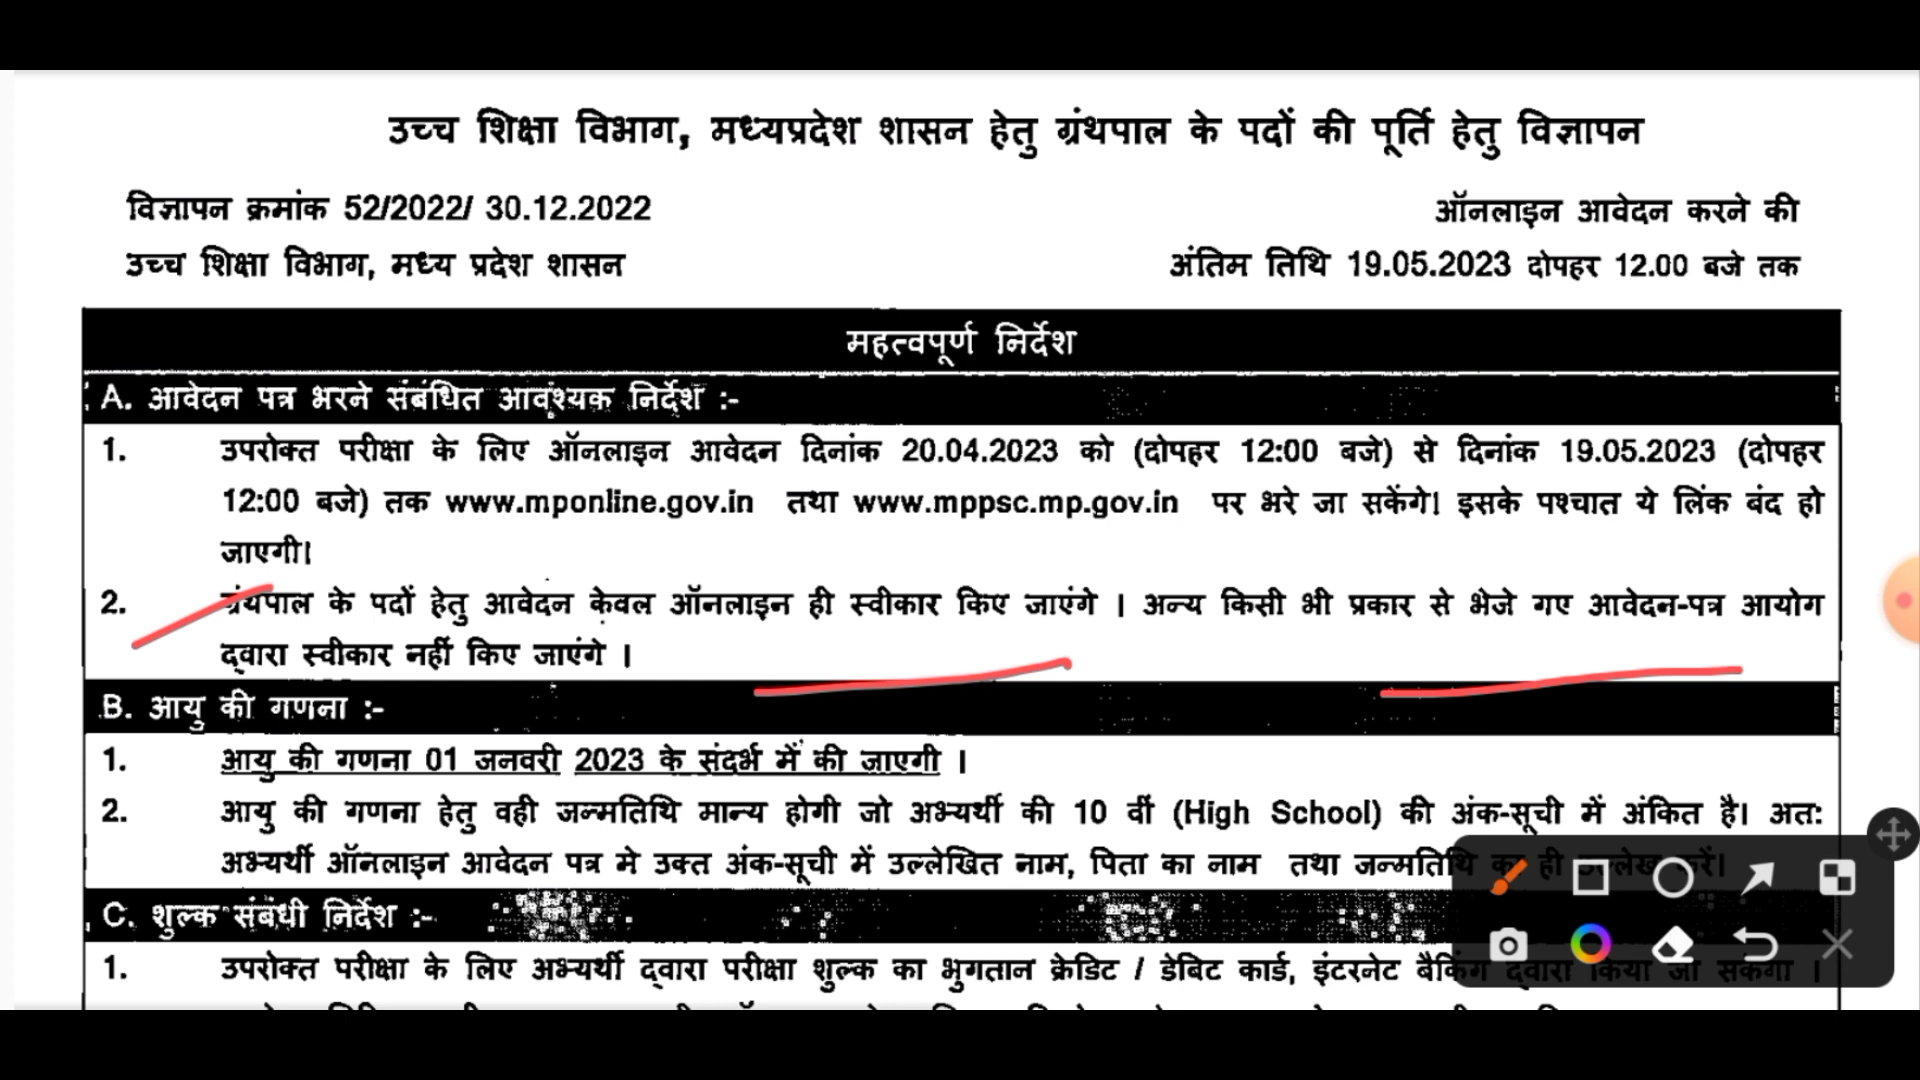 उच्च शिक्षा विभाग, मध्यप्रदेश शासन हेतु ग्रंथपाल के पदों की पूर्ति हेतु विज्ञापन
विज्ञापन क्रमांक 52/2022/ 30.12.2022
ऑनलाइन आवेदन करने की
उच्च शिक्षा विभाग, मध्य प्रदेश शासन
अंतिम तिथि 19.05.2023 दोपहर 12.00 बजे तक
महत्वपूर्ण निर्देश
A. आवेदन पत्र भरने संबंधित आवश्यक निर्देश :-
1. उपरोक्त परीक्षा के लिए ऑनलाइन आवेदन दिनांक 20.04.2023 को (दोपहर 12:00 बजे) से दिनांक 19.05.2023 (दोपहर
12:00 बजे) तक www.mponline.gov.in तथा www.mppsc.mp.gov.in पर भरे जा सकेंगे। इसके पश्चात ये लिंक बंद हो
जाएगी।
2. ग्रंथपाल के पदों हेतु आवेदन केवल ऑनलाइन ही स्वीकार किए जाएंगे । अन्य किसी भी प्रकार से भेजे गए आवेदन-पत्र आयोग
द्वारा स्वीकार नहीं किए जाएंगे ।
B. आयु की गणना :-
1. आयु की गणना 01 जनवरी 2023 के संदर्भ में की जाएगी ।
2. आयु की गणना हेतु वही जन्मतिथि मान्य होगी जो अभ्यर्थी की 10 वीं (High School) की अंक-सूची में अंकित है। अत:
अभ्यर्थी ऑनलाइन आवेदन पत्र मे उक्त अंक-सूची में उल्लेखित नाम, पिता का नाम तथा जन्मतिथि का ही उल्लेख करें।
C. शुल्क संबंधी निर्देश :-
1. उपरोक्त परीक्षा के लिए अभ्यर्थी द्वारा परीक्षा शुल्क का भुगतान क्रेडिट / डेबिट कार्ड, इंटरनेट बैकिंग द्वारा किया जा सकेगा ।